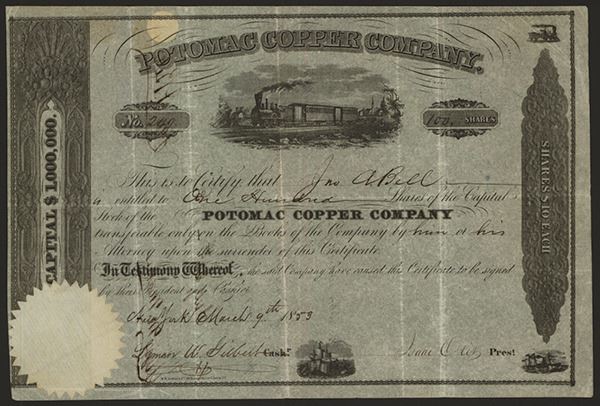 POTOMAC COPPER COMPANY.
No. 249
100, SHARES
CAPITAL $ 1,000,000.
SHARES $10 EACH
This is to Certify, that Jno A. Bell
is entitled to One Hundred Shares of the Capital
Stock of the POTOMAC COPPER COMPANY
transferable only on the Books of the Company by him or his
Attorney upon the surrender of this Certificate.
In Testimony Whereof, the said Company have caused this Certificate to be signed
by their President and Cashier
New York March 9th 1853
Lyman W. Gilbert Cashr.
Isaac Presl.